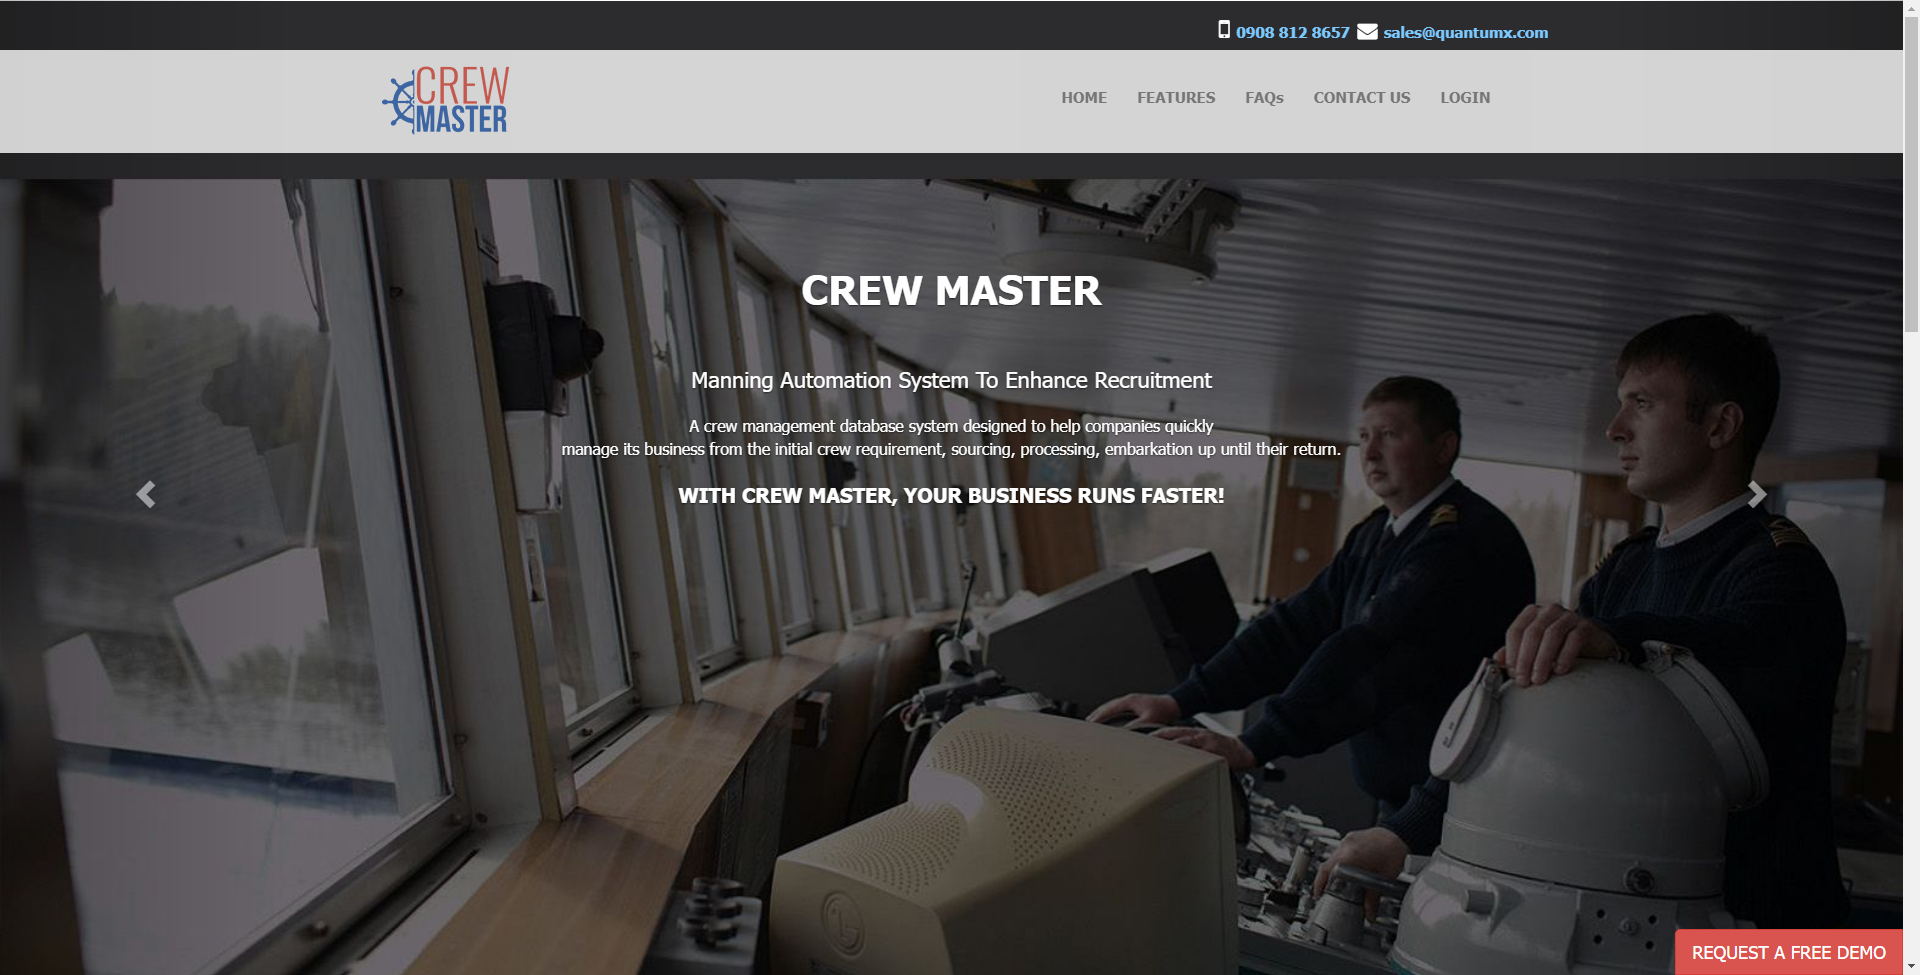 0908 812 8657 sales@quantumx.com
CREW
MASTER
HOME FEATURES FAQs CONTACT US LOGIN
CREW MASTER
Manning Automation System To Enhance Recruitment
A crew management database system designed to help companies quickly
manage its business from the initial crew requirement, sourcing, processing, embarkation up until their return.
WITH CREW MASTER, YOUR BUSINESS RUNS FASTER!
REQUEST A FREE DEMO